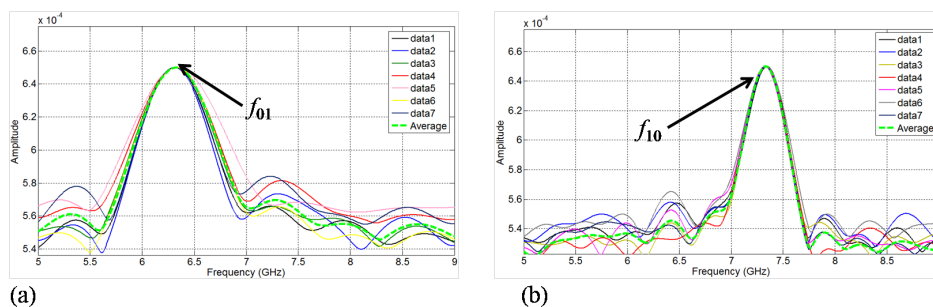 x 10^-4
6.6
6.4
6.2
6
5.8
5.6
5.4
5
5.5
6
6.5
7
7.5
8
8.5
9
Amplitude
Frequency (GHz)
f01
data1
data2
data3
data4
data5
data6
data7
Average
(a)
x 10^-4
6.6
6.4
6.2
6
5.8
5.6
5.4
5
5.5
6
6.5
7
7.5
8
8.5
9
Amplitude
Frequency (GHz)
f10
data1
data2
data3
data4
data5
data6
data7
Average
(b)